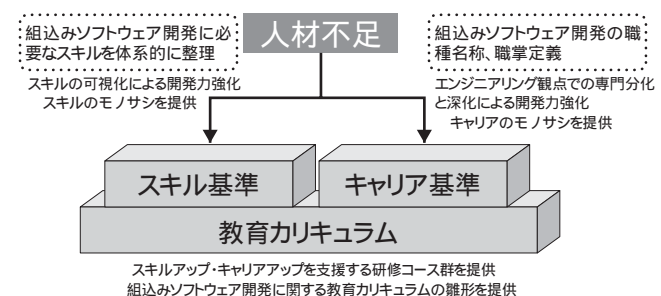 組込みソフトウェア開発に必
要なスキルを体系的に整理
人材不足
組込みソフトウェア開発の職
種名称、職掌定義
スキルの可視化による開発力強化
スキルのモノサシを提供
エンジニアリング観点での専門分化
と深化による開発力強化
キャリアのモノサシを提供
スキル基準
キャリア基準
教育カリキュラム
スキルアップ・キャリアアップを支援する研修コース群を提供
組込みソフトウェア開発に関する教育カリキュラムの雛形を提供